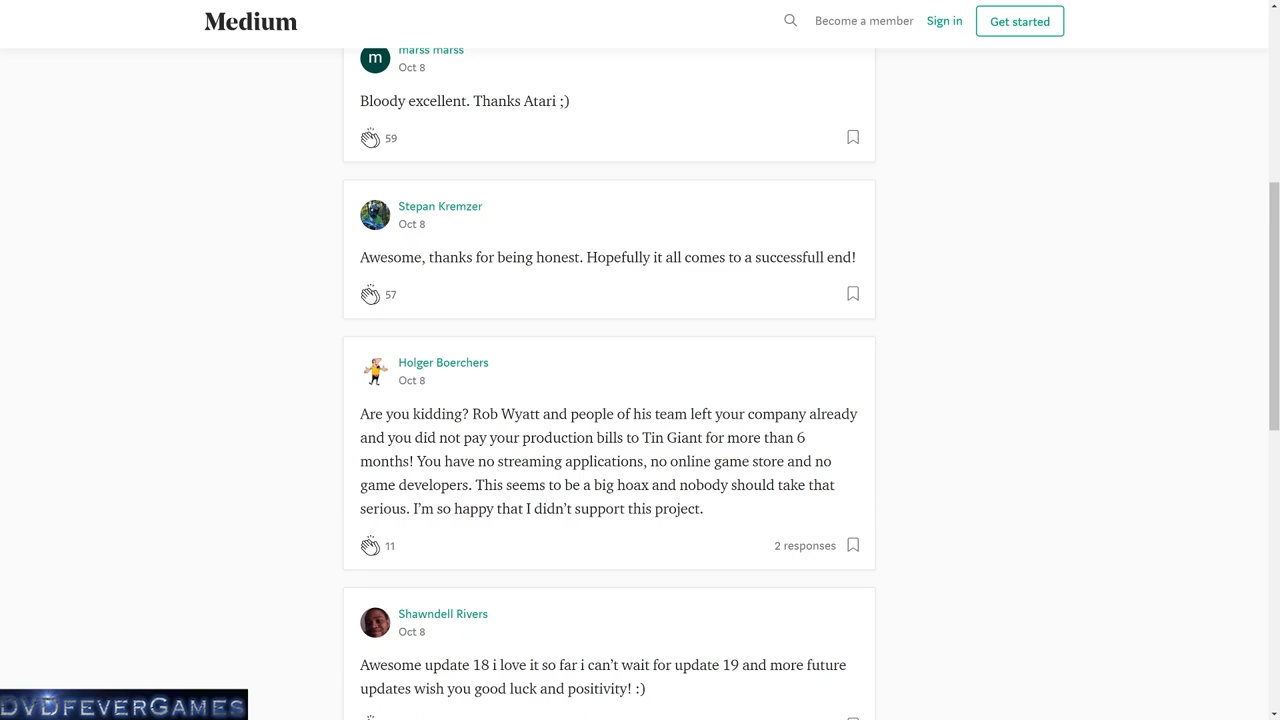 Medium
Become a member
Sign in
Get started
m
marss marss
Oct 8
Bloody excellent. Thanks Atari ;)
59
Stepan Kremzer
Oct 8
Awesome, thanks for being honest. Hopefully it all comes to a successfull end!
57
Holger Boerchers
Oct 8
Are you kidding? Rob Wyatt and people of his team left your company already
and you did not pay your production bills to Tin Giant for more than 6
months! You have no streaming applications, no online game store and no
game developers. This seems to be a big hoax and nobody should take that
serious. I’m so happy that I didn’t support this project.
11
2 responses
Shawndell Rivers
Oct 8
Awesome update 18 i love it so far i can’t wait for update 19 and more future
updates wish you good luck and positivity! :)
DVDFEVERGAMES